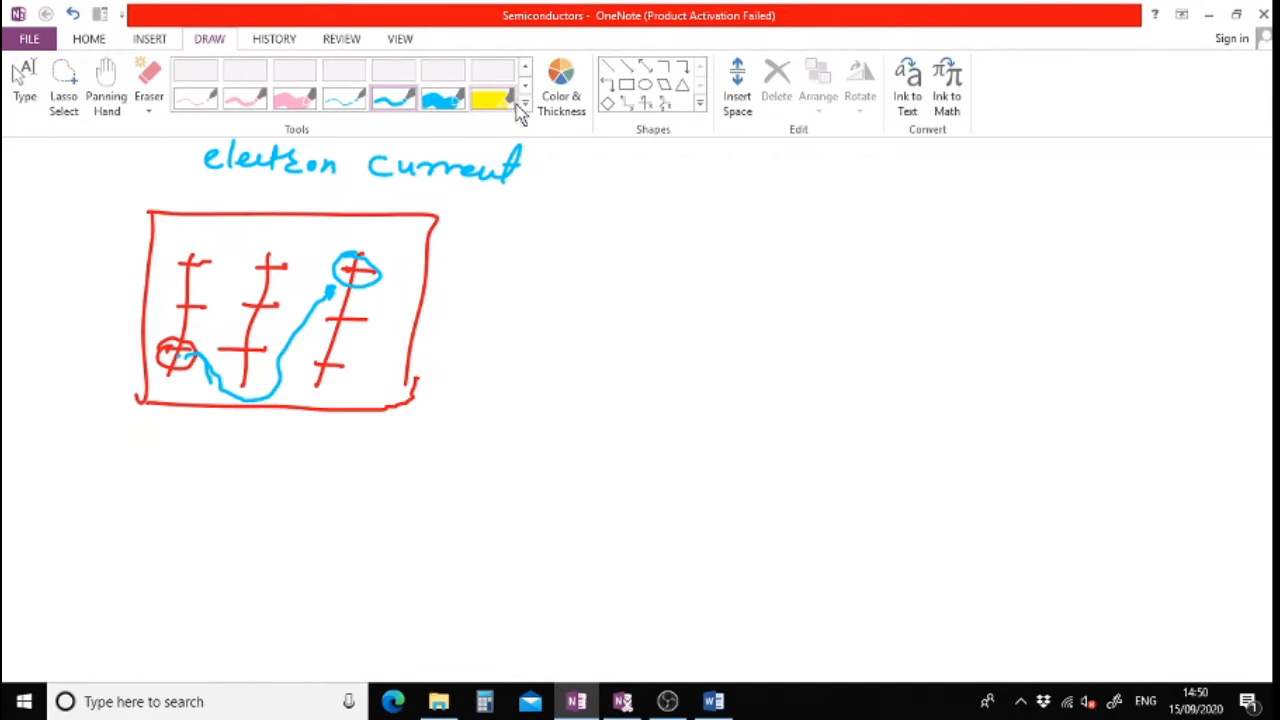 Semiconductors - OneNote (Product Activation Failed)
?
FILE HOME INSERT DRAW HISTORY REVIEW VIEW
Sign in
Type
Lasso Select
Panning Hand
Eraser
Color & Thickness
Insert Space
Delete
Arrange
Rotate
Ink to Text
Ink to Math
Tools
Shapes
Edit
Convert
electron current
Type here to search
ENG
14:50
15/09/2020